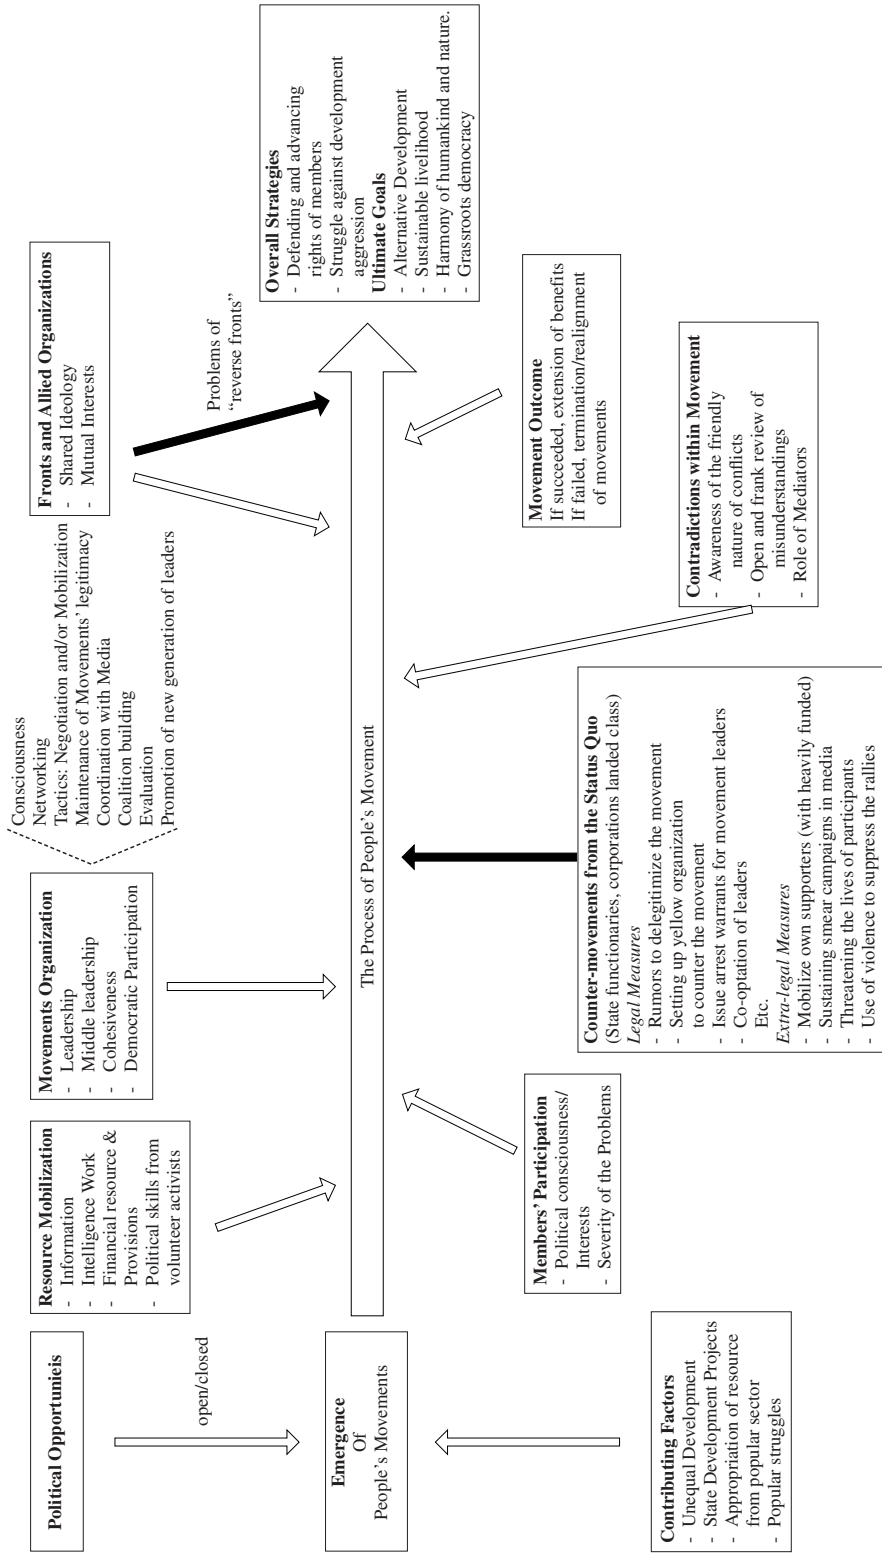 Political Opportunieis
open/closed
Emergence
Of
People's Movements
Contributing Factors
- Unequal Development
- State Development Projects
- Appropriation of resource
from popular sector
- Popular struggles
Resource Mobilization
- Information
- Intelligence Work
- Financial resource &
Provisions
- Political skills from
volunteer activists
Movements Organization
- Leadership
- Middle leadership
- Cohesiveness
- Democratic Participation
Consciousness
Networking
Tactics: Negotiation and/or Mobilization
Maintenance of Movements' legitimacy
Coordination with Media
Coalition building
Evaluation
Promotion of new generation of leaders
Fronts and Allied Organizations
- Shared Ideology
- Mutual Interests
Problems of
“reverse fronts”
The Process of People's Movement
Overall Strategies
- Defending and advancing
rights of members
- Struggle against development
aggression
Ultimate Goals
- Alternative Development
- Sustainable livelihood
- Harmony of humankind and nature.
- Grassroots democracy
Members' Participation
- Political consciousness/
Interests
- Severity of the Problems
Counter-movements from the Status Quo
(State functionaries, corporations landed class)
Legal Measures
- Rumors to delegitimize the movement
- Setting up yellow organization
to counter the movement
- Issue arrest warrants for movement leaders
- Co-optation of leaders
Etc.
Extra-legal Measures
- Mobilize own supporters (with heavily funded)
- Sustaining smear campaigns in media
- Threatening the lives of participants
- Use of violence to suppress the rallies
Movement Outcome
If succeeded, extension of benefits
If failed, termination/realignment
of movements
Contradictions within Movement
- Awareness of the friendly
nature of conflicts
- Open and frank review of
misunderstandings
- Role of Mediators